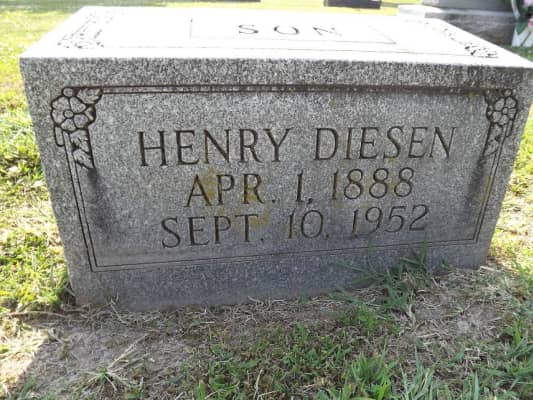 SON
HENRY DIESEN
APR. 1, 1888
SEPT. 10, 1952